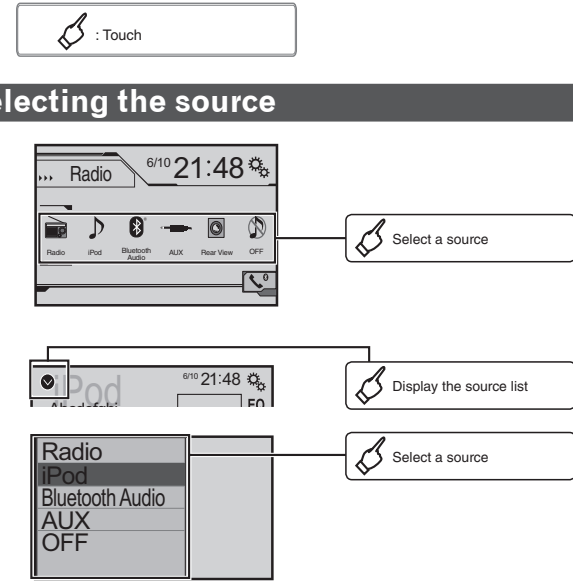 : Touch
electing the source
Radio
6/10 21:48
Radio
iPod
Bluetooth
Audio
AUX
Rear View
OFF
Select a source
iPod
6/10 21:48
EQ
Display the source list
Radio
iPod
Bluetooth Audio
AUX
OFF
Select a source